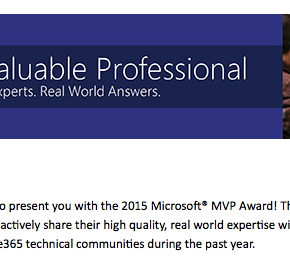 aluable Professional
xperts. Real World Answers.
o present you with the 2015 Microsoft® MVP Award! Th
actively share their high quality, real world expertise wi
e365 technical communities during the past year.